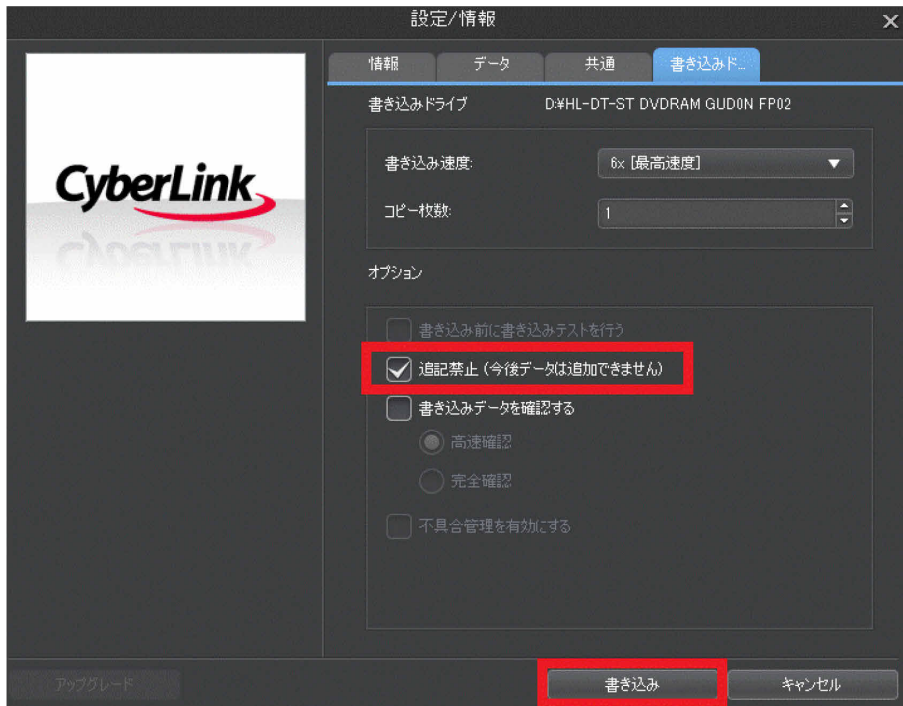 設定/情報
CyberLink
情報 データ 共通 書き込みド...
書き込みドライブ D:¥HL-DT-ST DVDRAM GUD0N FP02
書き込み速度: 6x [最高速度]
コピー枚数: 1
オプション
書き込み前に書き込みテストを行う
追記禁止 (今後データは追加できません)
書き込みデータを確認する
高速確認
完全確認
不具合管理を有効にする
アップグレード 書き込み キャンセル